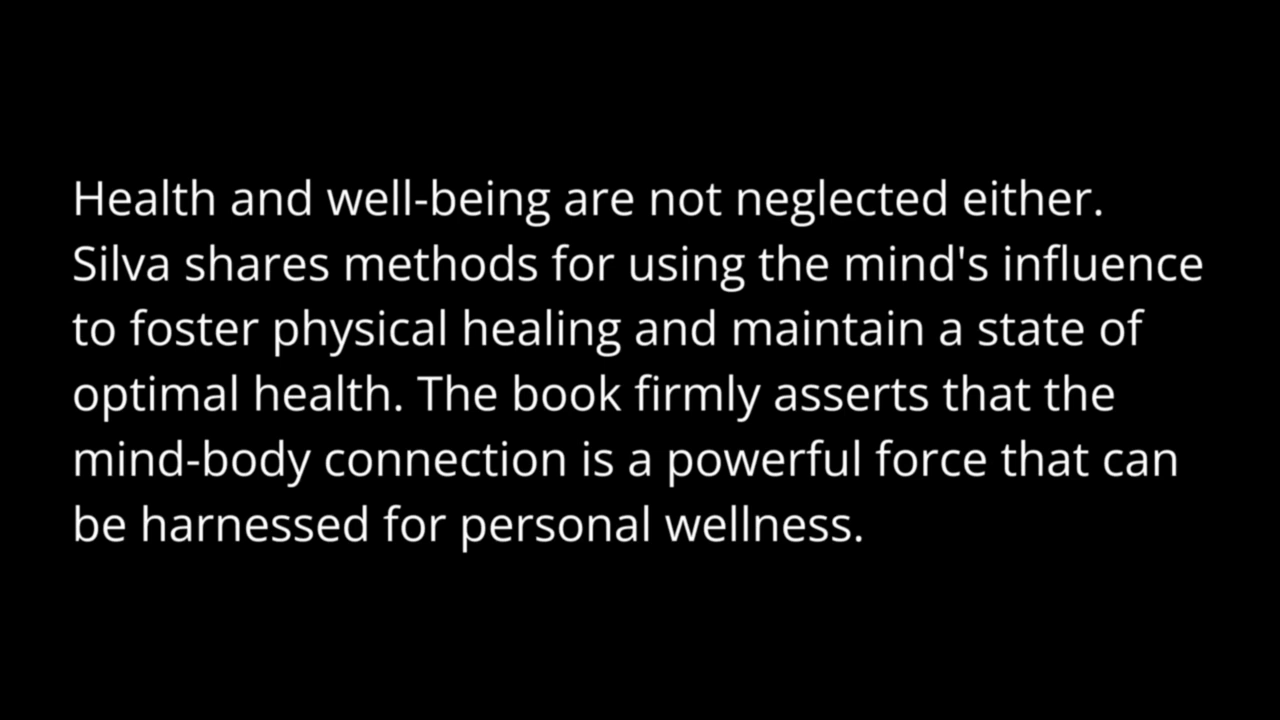 Health and well-being are not neglected either.
Silva shares methods for using the mind's influence
to foster physical healing and maintain a state of
optimal health. The book firmly asserts that the
mind-body connection is a powerful force that can
be harnessed for personal wellness.